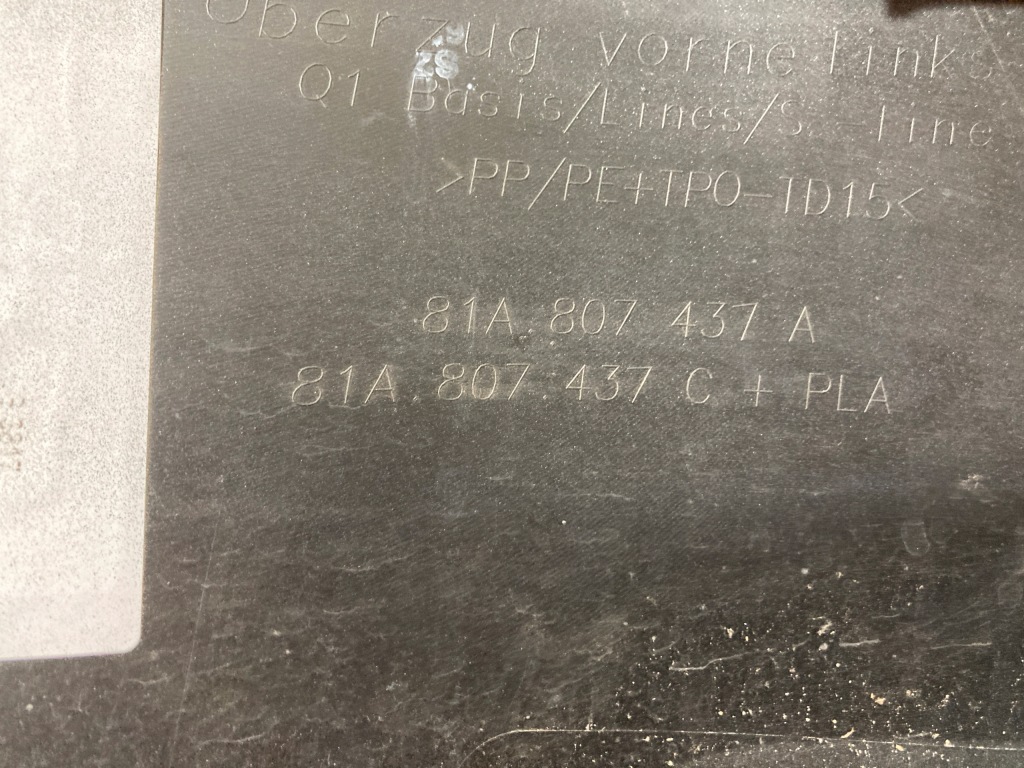 Überzug vorne links
Q1 Basis/Lines/S.-line
>PP/PE+TPO-TD15<
81A.807 437 A
81A.807.437 C + PLA